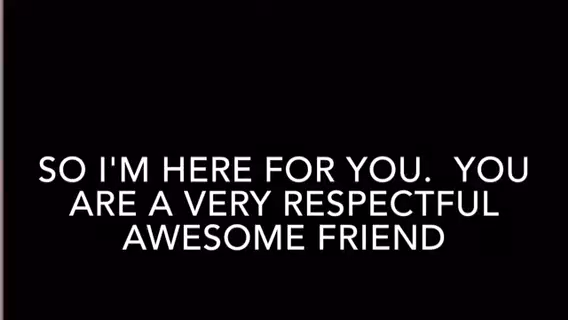 SO I'M HERE FOR YOU.  YOU
ARE A VERY RESPECTFUL
AWESOME FRIEND